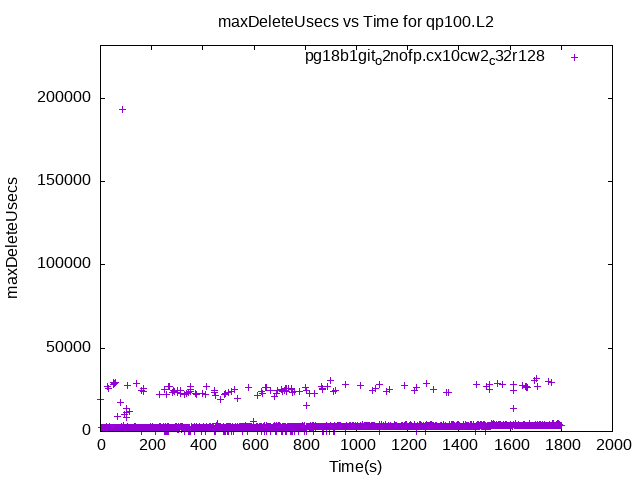 maxDeleteUsecs vs Time for qp100.L2
pg18b1git_o2nofp.cx10cw2_c32r128
200000
150000
100000
50000
0
maxDeleteUsecs
0 200 400 600 800 1000 1200 1400 1600 1800 2000
Time(s)